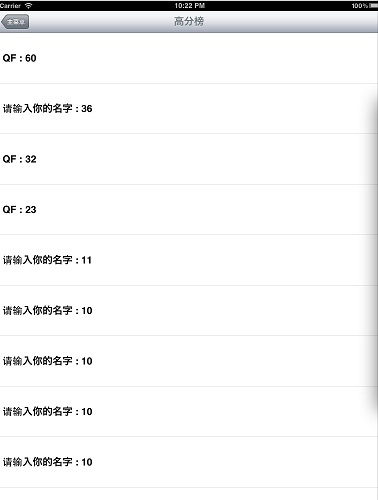 Carrier 10:22 PM 100%
主菜单 高分榜
QF : 60
请输入你的名字 : 36
QF : 32
QF : 23
请输入你的名字 : 11
请输入你的名字 : 10
请输入你的名字 : 10
请输入你的名字 : 10
请输入你的名字 : 10